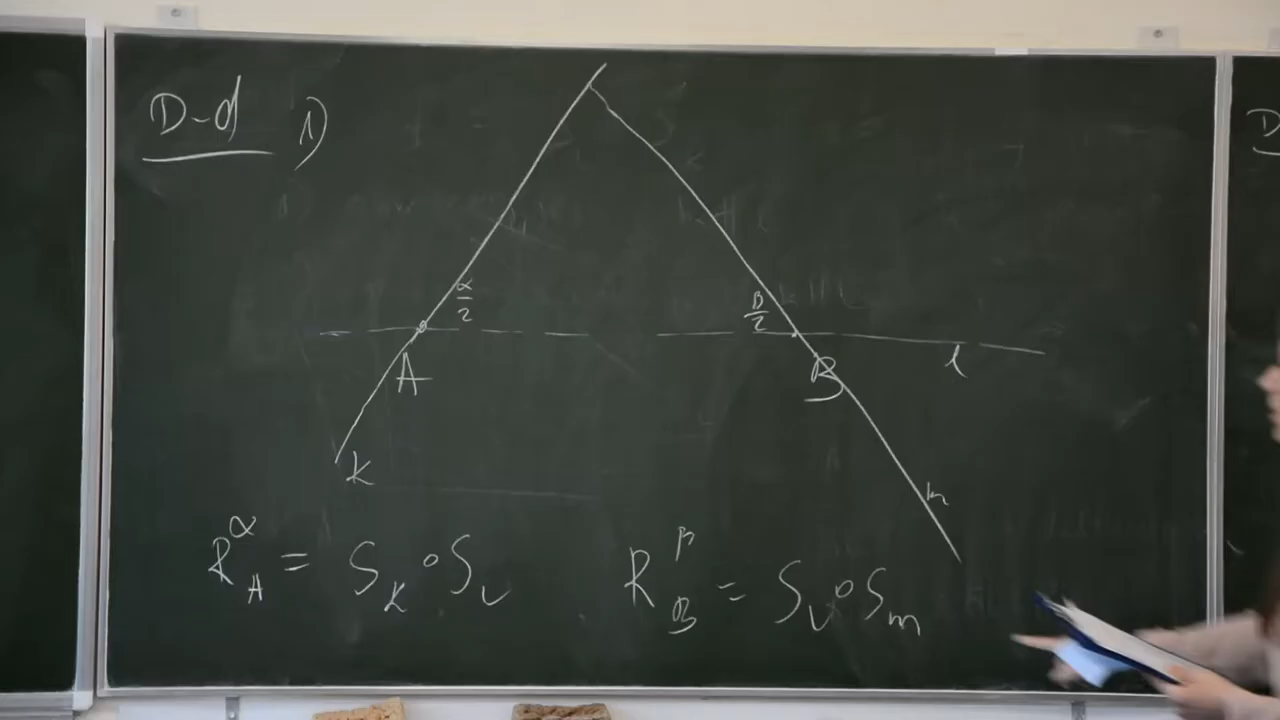 D-d 1)
α/2
β/2
A
B
l
K
m
R_A^α = S_K ∘ S_l
R_B^β = S_l ∘ S_m